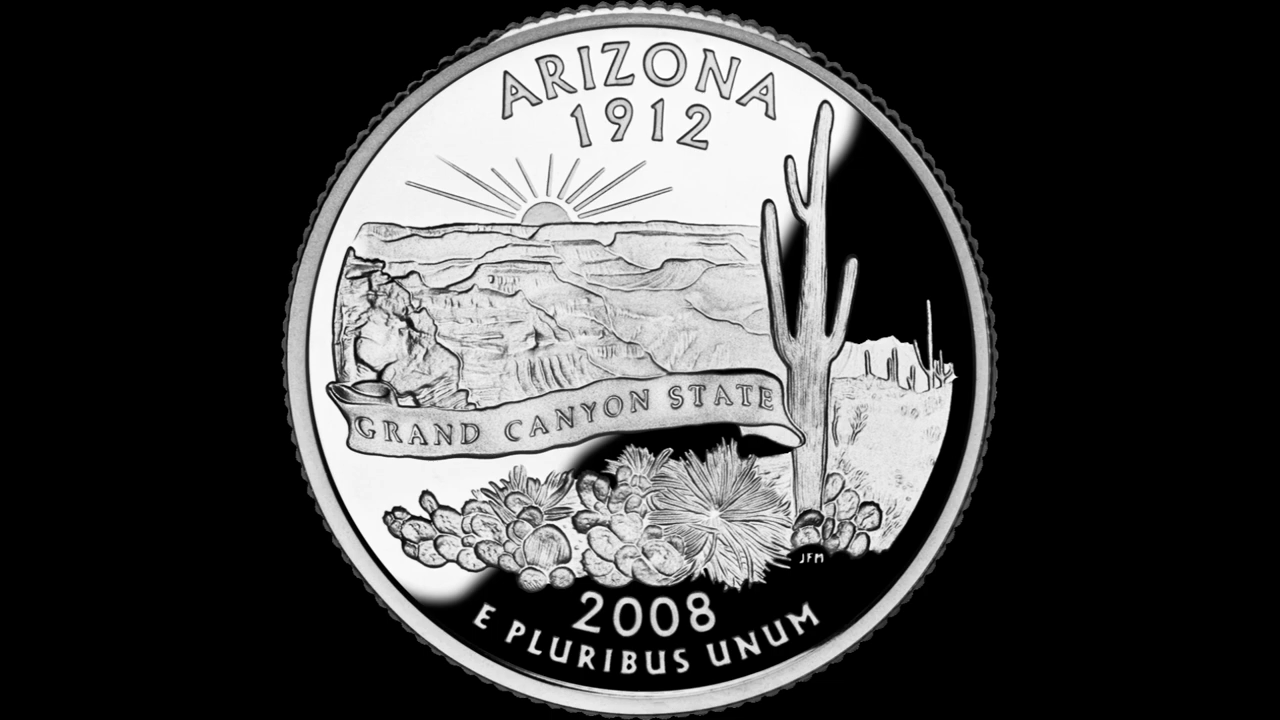 ARIZONA
1912
GRAND CANYON STATE
JFM
2008
E PLURIBUS UNUM